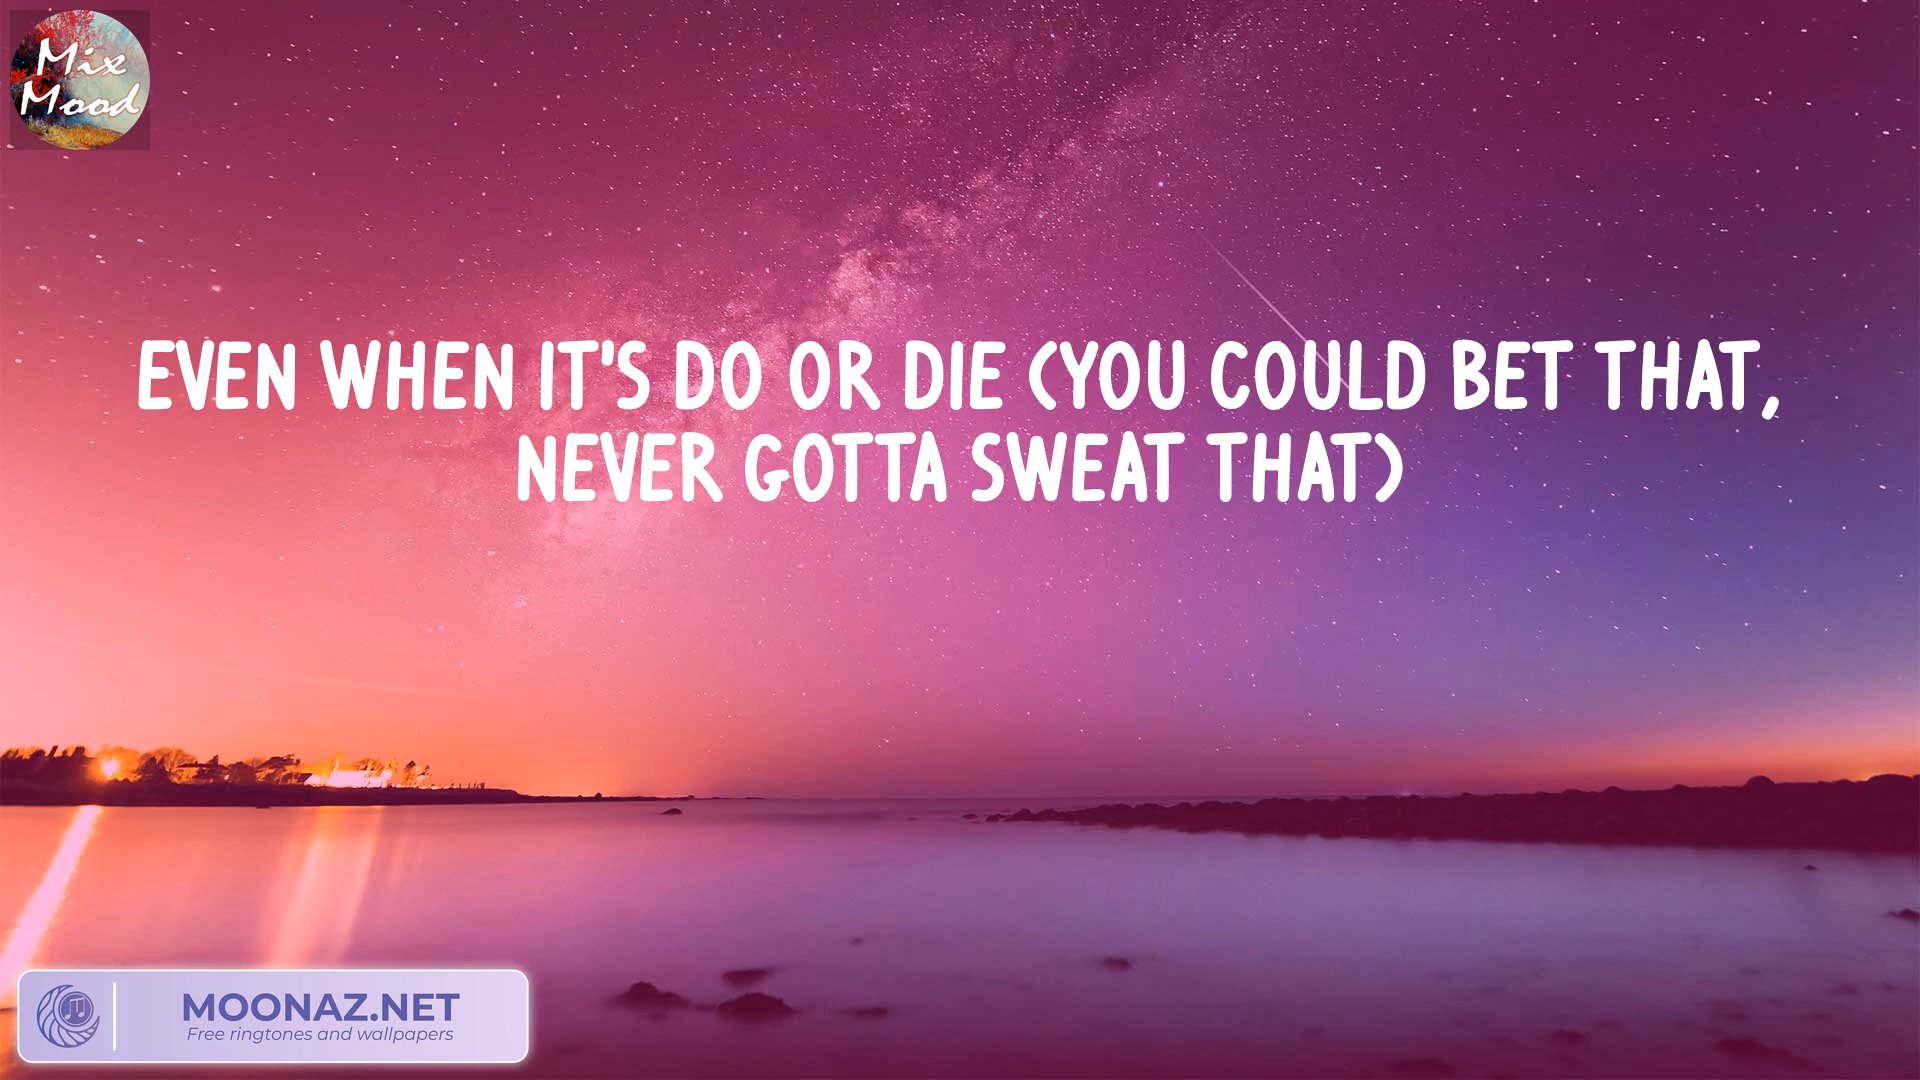 Mix
Mood
EVEN WHEN IT'S DO OR DIE (YOU COULD BET THAT,
NEVER GOTTA SWEAT THAT)
MOONAZ.NET
Free ringtones and wallpapers